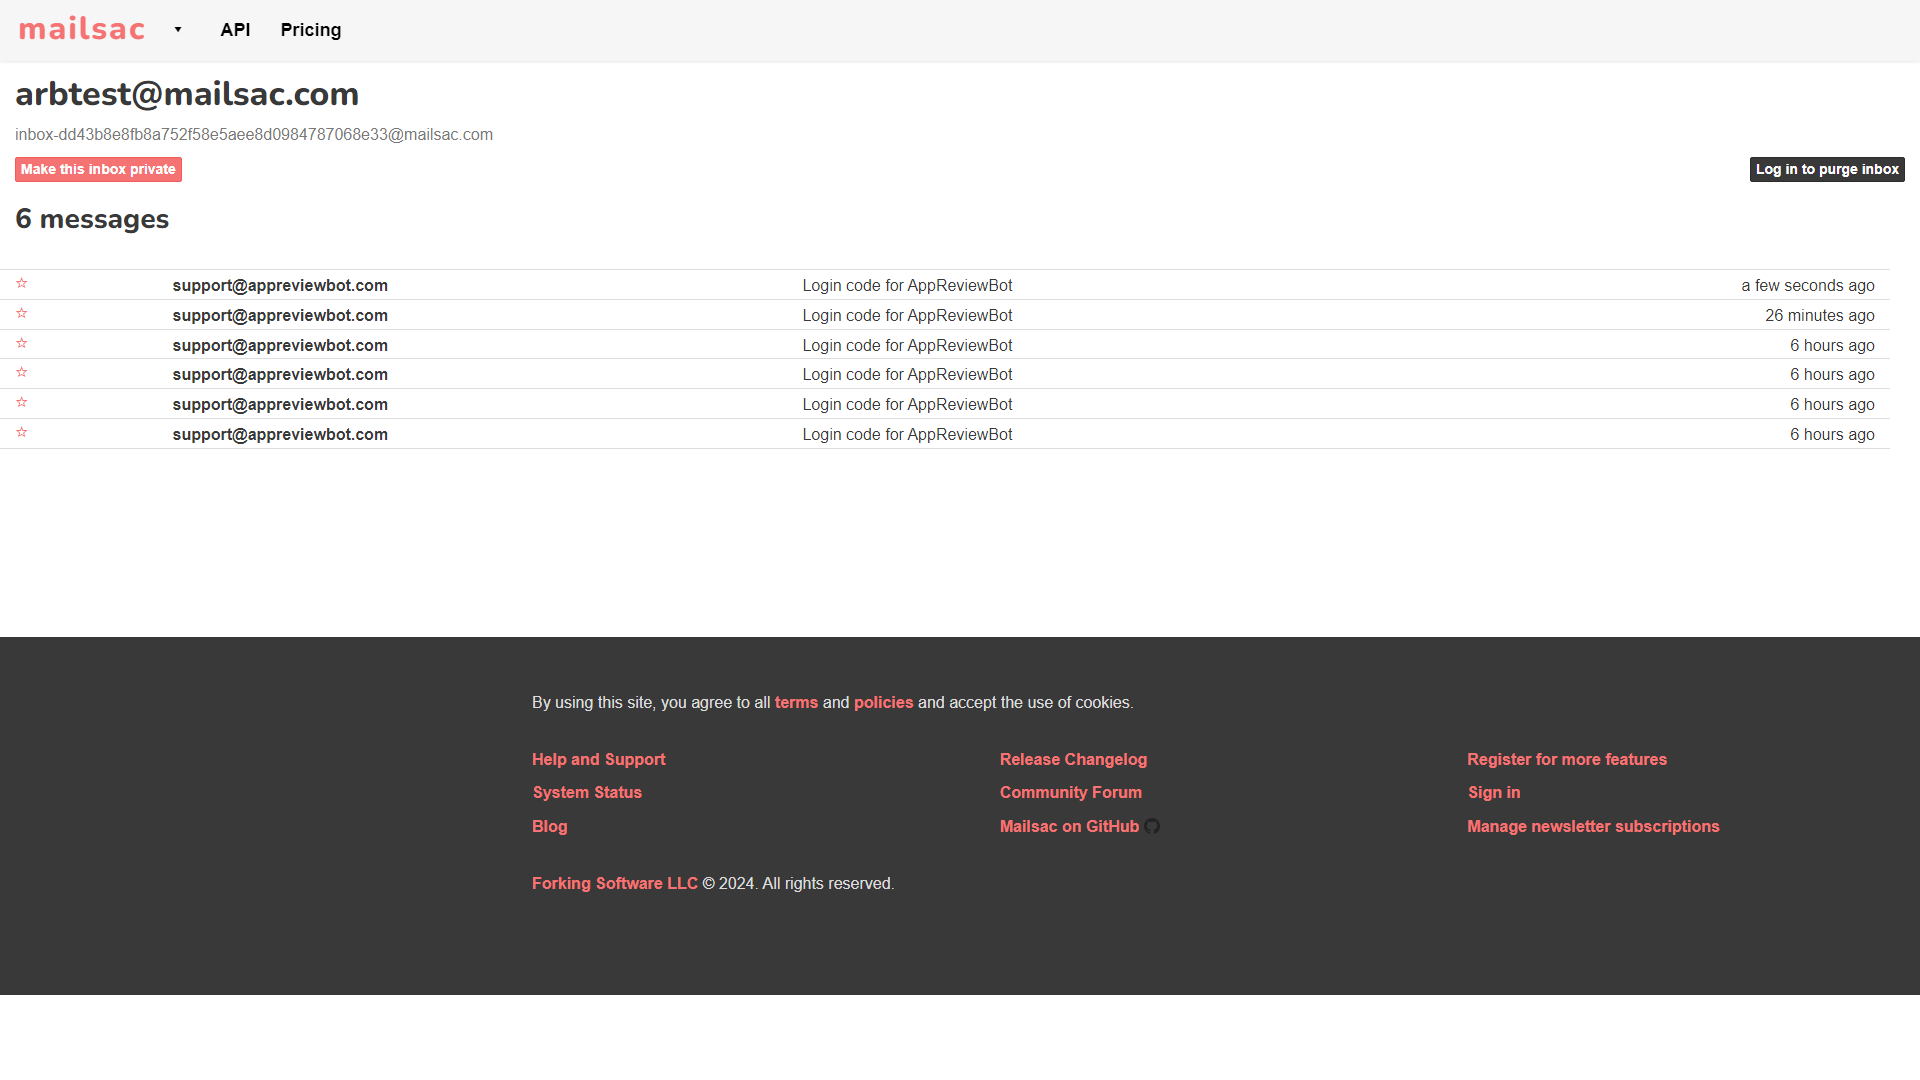 mailsac API Pricing
arbtest@mailsac.com
inbox-dd43b8e8fb8a752f58e5aee8d0984787068e33@mailsac.com
Make this inbox private Log in to purge inbox
6 messages
☆ support@appreviewbot.com Login code for AppReviewBot a few seconds ago
☆ support@appreviewbot.com Login code for AppReviewBot 26 minutes ago
☆ support@appreviewbot.com Login code for AppReviewBot 6 hours ago
☆ support@appreviewbot.com Login code for AppReviewBot 6 hours ago
☆ support@appreviewbot.com Login code for AppReviewBot 6 hours ago
☆ support@appreviewbot.com Login code for AppReviewBot 6 hours ago
By using this site, you agree to all terms and policies and accept the use of cookies.
Help and Support Release Changelog Register for more features
System Status Community Forum Sign in
Blog Mailsac on GitHub Manage newsletter subscriptions
Forking Software LLC © 2024. All rights reserved.